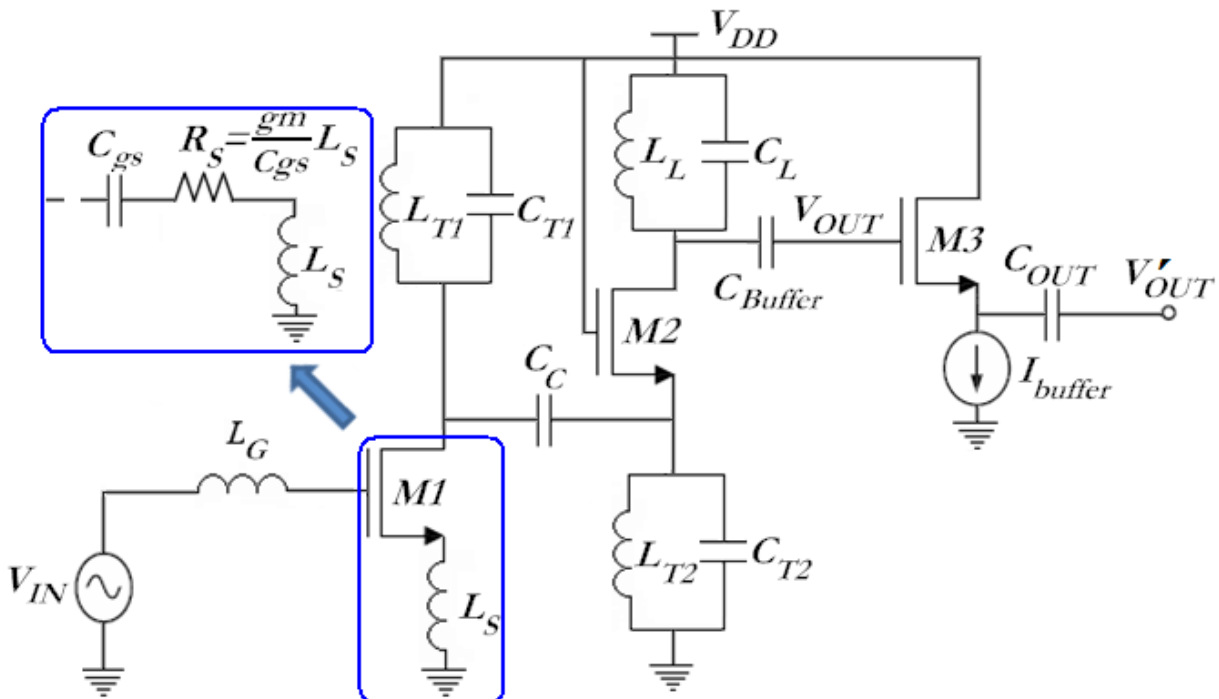 V_DD
C_gs
R_S=gm/Cgs L_S
L_S
L_T1
C_T1
L_L
C_L
V_OUT
C_Buffer
M3
C_OUT
V'_OUT
M2
C_C
I_buffer
L_G
M1
V_IN
L_S
L_T2
C_T2